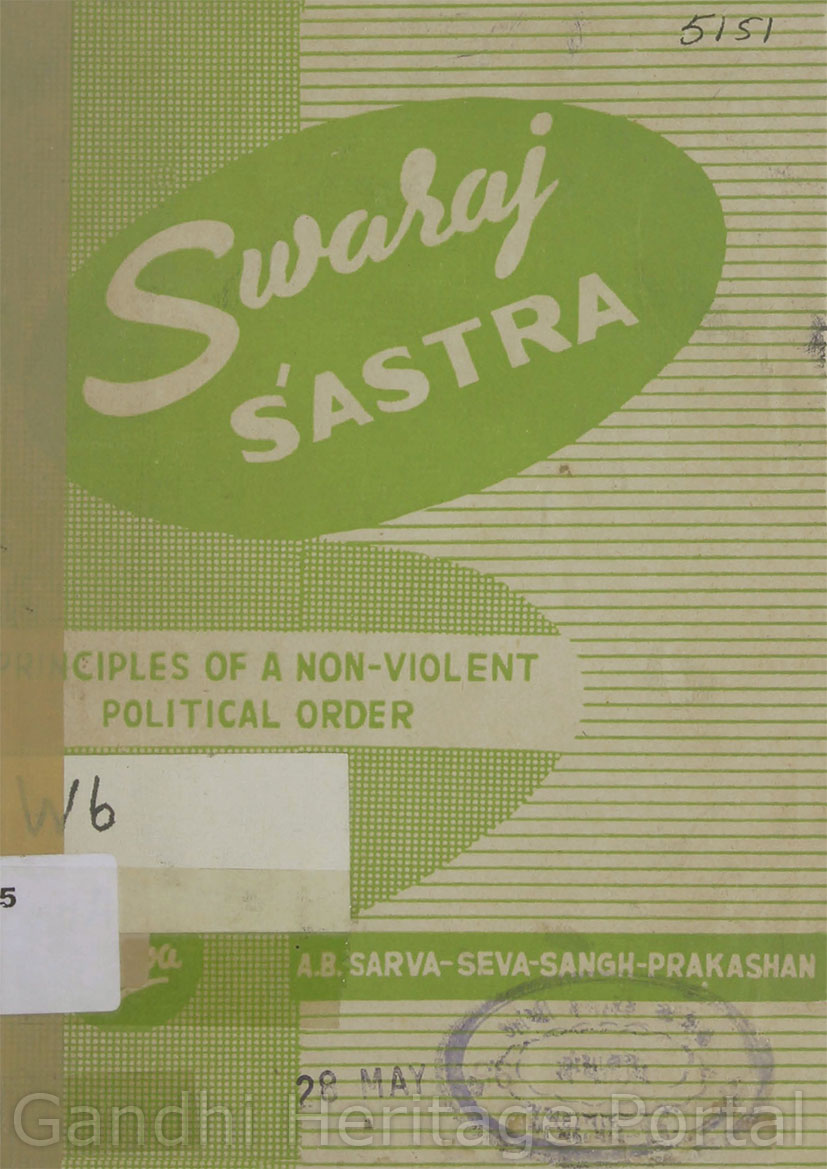 5151
Swaraj
S'ASTRA
PRINCIPLES OF A NON-VIOLENT
POLITICAL ORDER
W6
5
A.B. SARVA-SEVA-SANGH-PRAKASHAN
28 MAY
Gandhi Heritage Portal